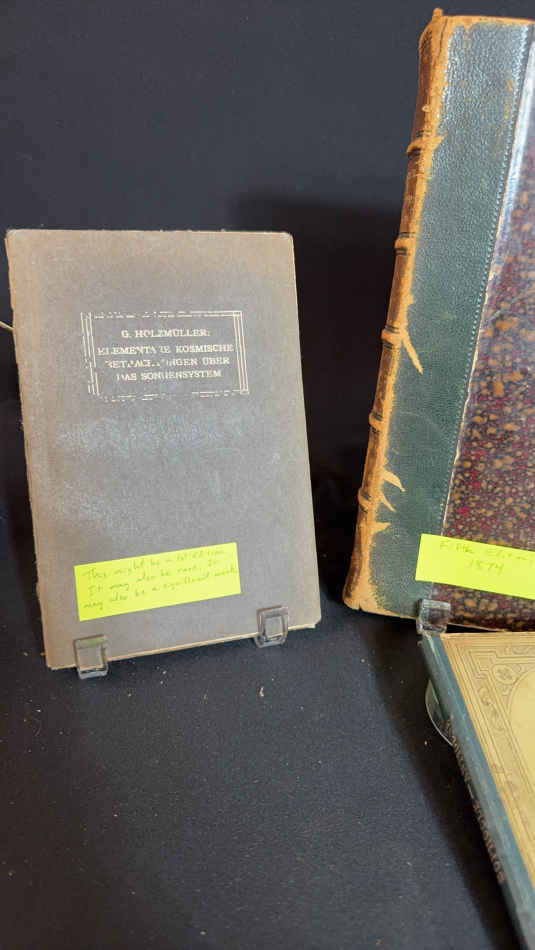 G. HOLZMÜLLER:
ELEMENTARE KOSMISCHE
BETRACHTUNGEN ÜBER
DAS SONNENSYSTEM
This might be a 1st edition.
It may also be rare. It
may also be a significant work.
Fifth Edition
1874